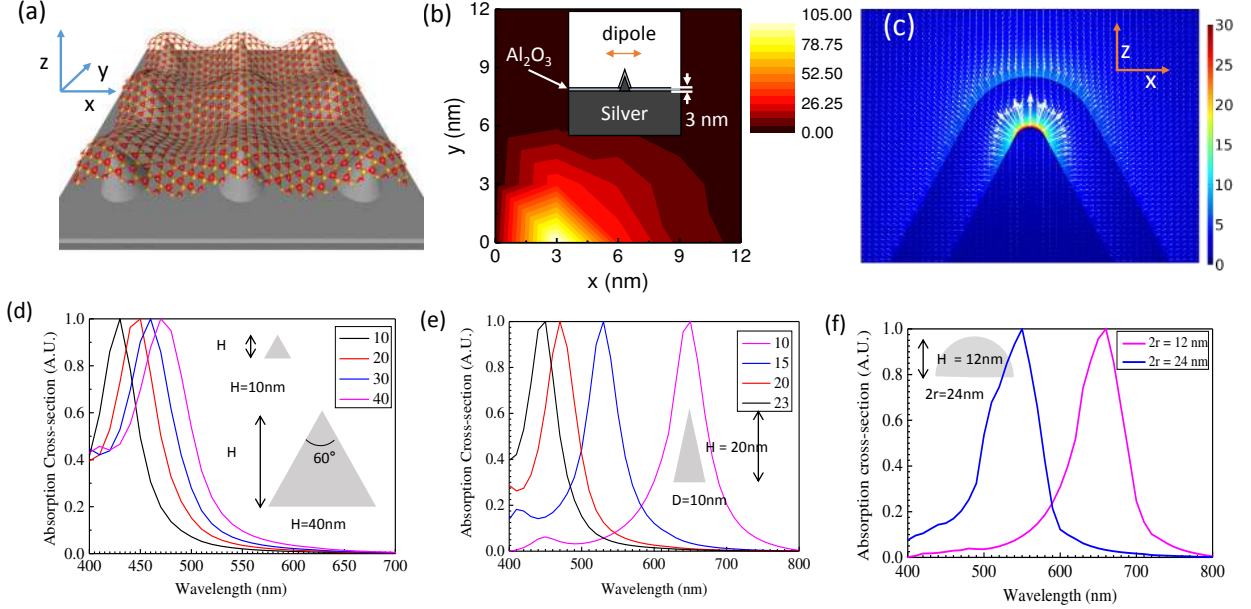 (a)
z
y
x
(b)
12
9
6
3
0
y (nm)
0
3
6
9
12
x (nm)
dipole
Al₂O₃
Silver
3 nm
105.00
78.75
52.50
26.25
0.00
(c)
z
x
30
25
20
15
10
5
0
(d)
Absorption Cross-section (A.U.)
1.0
0.8
0.6
0.4
0.2
0.0
400
450
500
550
600
650
700
Wavelength (nm)
H
H=10nm
H
60°
H=40nm
10
20
30
40
(e)
Absorption Cross-section (A.U.)
1.0
0.8
0.6
0.4
0.2
0.0
400
500
600
700
800
Wavelength (nm)
10
15
20
23
H = 20nm
D=10nm
(f)
Absorption cross-section (A.U.)
1.0
0.8
0.6
0.4
0.2
0.0
400
500
600
700
800
Wavelength (nm)
H = 12nm
2r=24nm
2r = 12 nm
2r = 24 nm